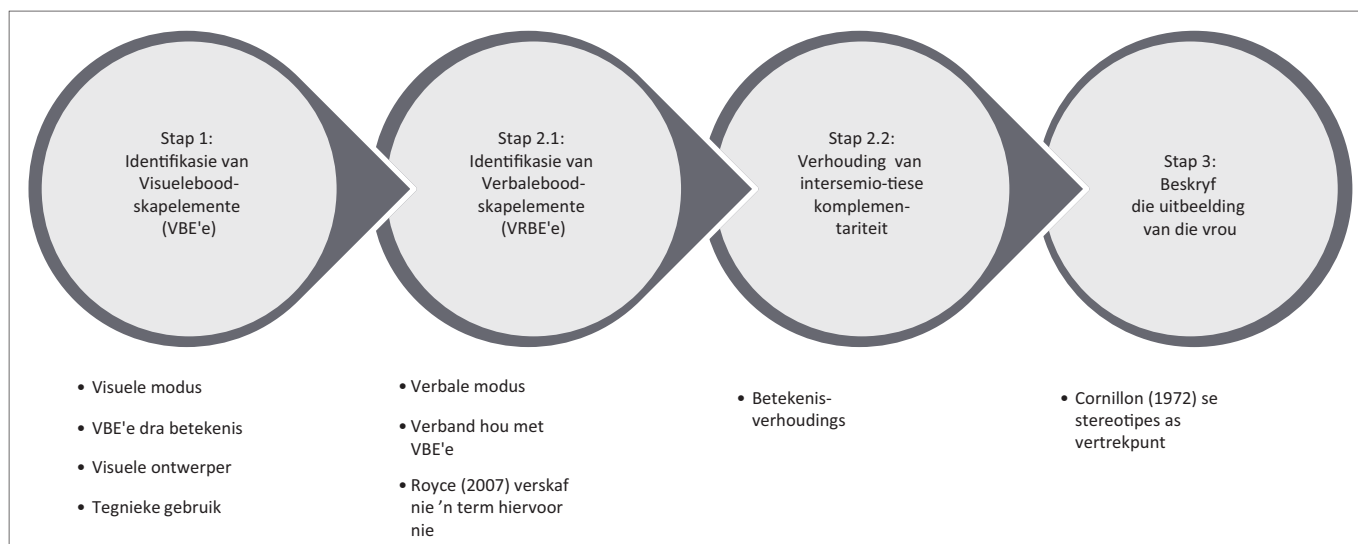 Stap 1:
Identifikasie van
Visuelebood-
skapelemente
(VBE'e)
Stap 2.1:
Identifikasie van
Verbalebood-
skapelemente
(VRBE'e)
Stap 2.2:
Verhouding van
intersemio-tiese
komplemen-
tariteit
Stap 3:
Beskryf
die uitbeelding
van die vrou
• Visuele modus
• VBE'e dra betekenis
• Visuele ontwerper
• Tegnieke gebruik
• Verbale modus
• Verband hou met
VBE'e
• Royce (2007) verskaf
nie ’n term hiervoor
nie
• Betekenis-
verhoudings
• Cornillon (1972) se
stereotipes as
vertrekpunt